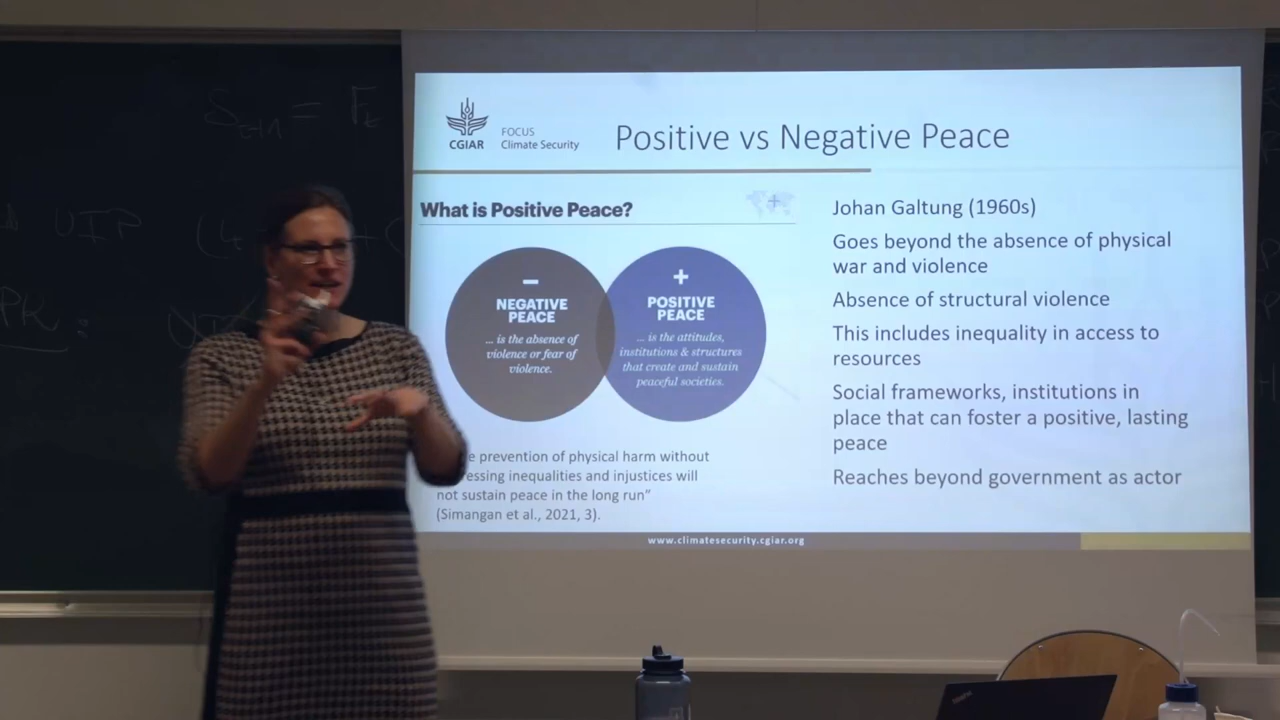 CGIAR
FOCUS
Climate Security
Positive vs Negative Peace
What is Positive Peace?
−
NEGATIVE
PEACE
... is the absence of
violence or fear of
violence.
+
POSITIVE
PEACE
... is the attitudes,
institutions & structures
that create and sustain
peaceful societies.
prevention of physical harm without
inequalities and injustices will
not sustain peace in the long run”
(Simangan et al., 2021, 3).
Johan Galtung (1960s)
Goes beyond the absence of physical
war and violence
Absence of structural violence
This includes inequality in access to
resources
Social frameworks, institutions in
place that can foster a positive, lasting
peace
Reaches beyond government as actor
www.climatesecurity.cgiar.org
UIP